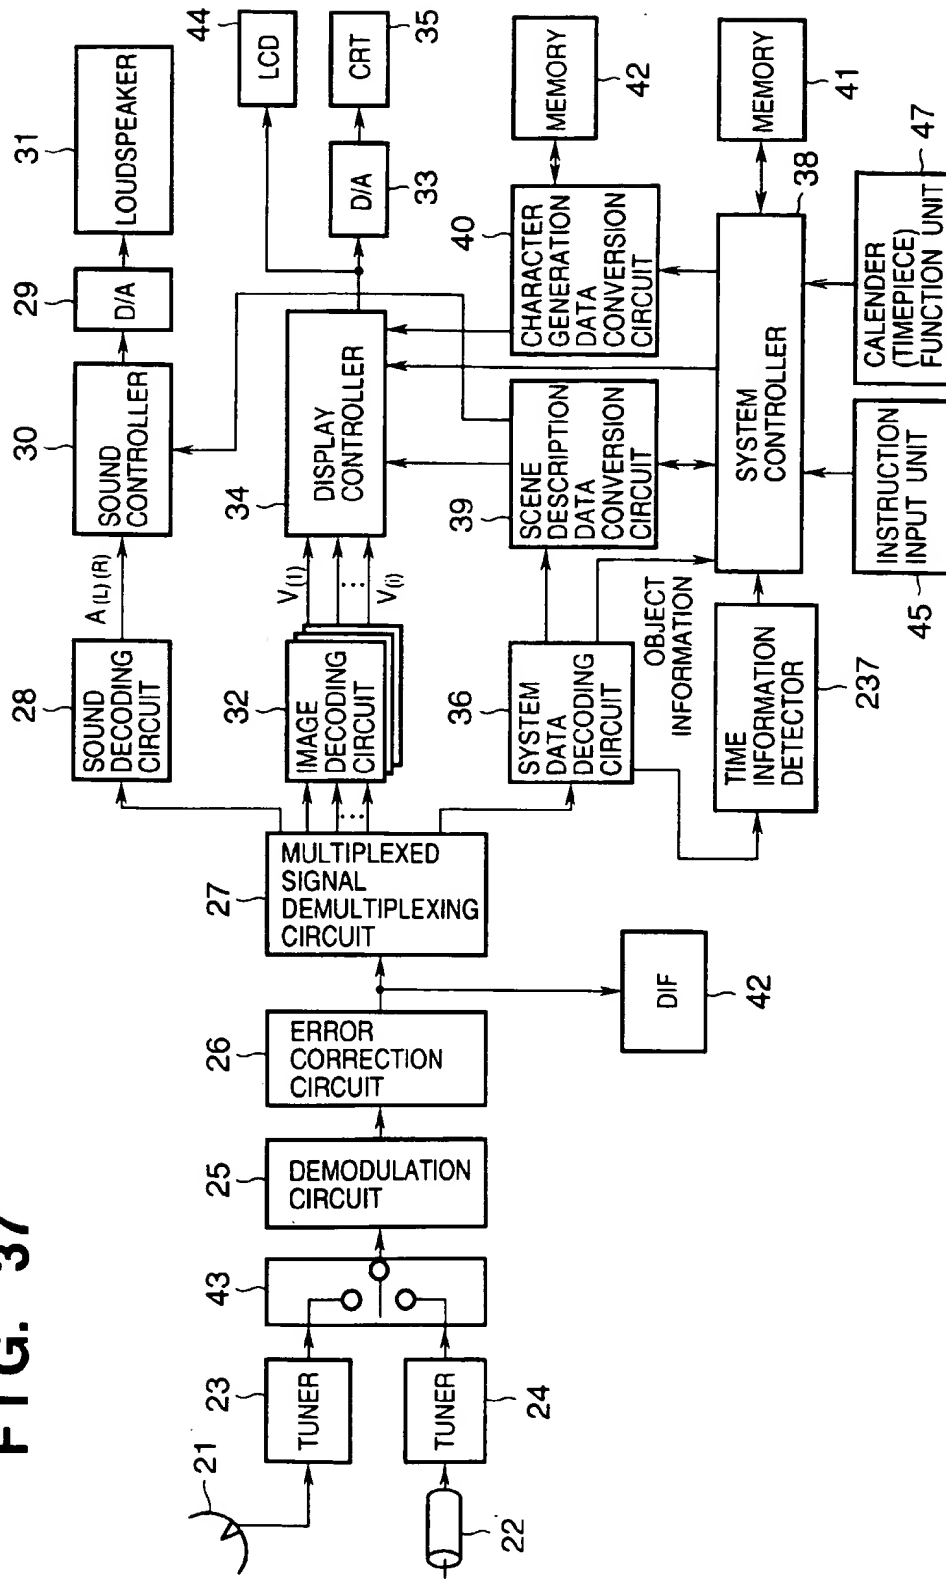 FIG. 37
21
22
23
TUNER
TUNER
24
43
25
DEMODULATION
CIRCUIT
26
ERROR
CORRECTION
CIRCUIT
DIF
42
27
MULTIPLEXED
SIGNAL
DEMULTIPLEXING
CIRCUIT
28
SOUND
DECODING
CIRCUIT
A(L)(R)
30
SOUND
CONTROLLER
29
D/A
31
LOUDSPEAKER
32
IMAGE
DECODING
CIRCUIT
V(1)
V(i)
34
DISPLAY
CONTROLLER
44
LCD
D/A
33
CRT
35
36
SYSTEM
DATA
DECODING
CIRCUIT
OBJECT
INFORMATION
39
SCENE
DESCRIPTION
DATA
CONVERSION
CIRCUIT
40
CHARACTER
GENERATION
DATA
CONVERSION
CIRCUIT
MEMORY
42
TIME
INFORMATION
DETECTOR
237
SYSTEM
CONTROLLER
38
MEMORY
41
INSTRUCTION
INPUT UNIT
45
CALENDER
(TIMEPIECE)
FUNCTION UNIT
47